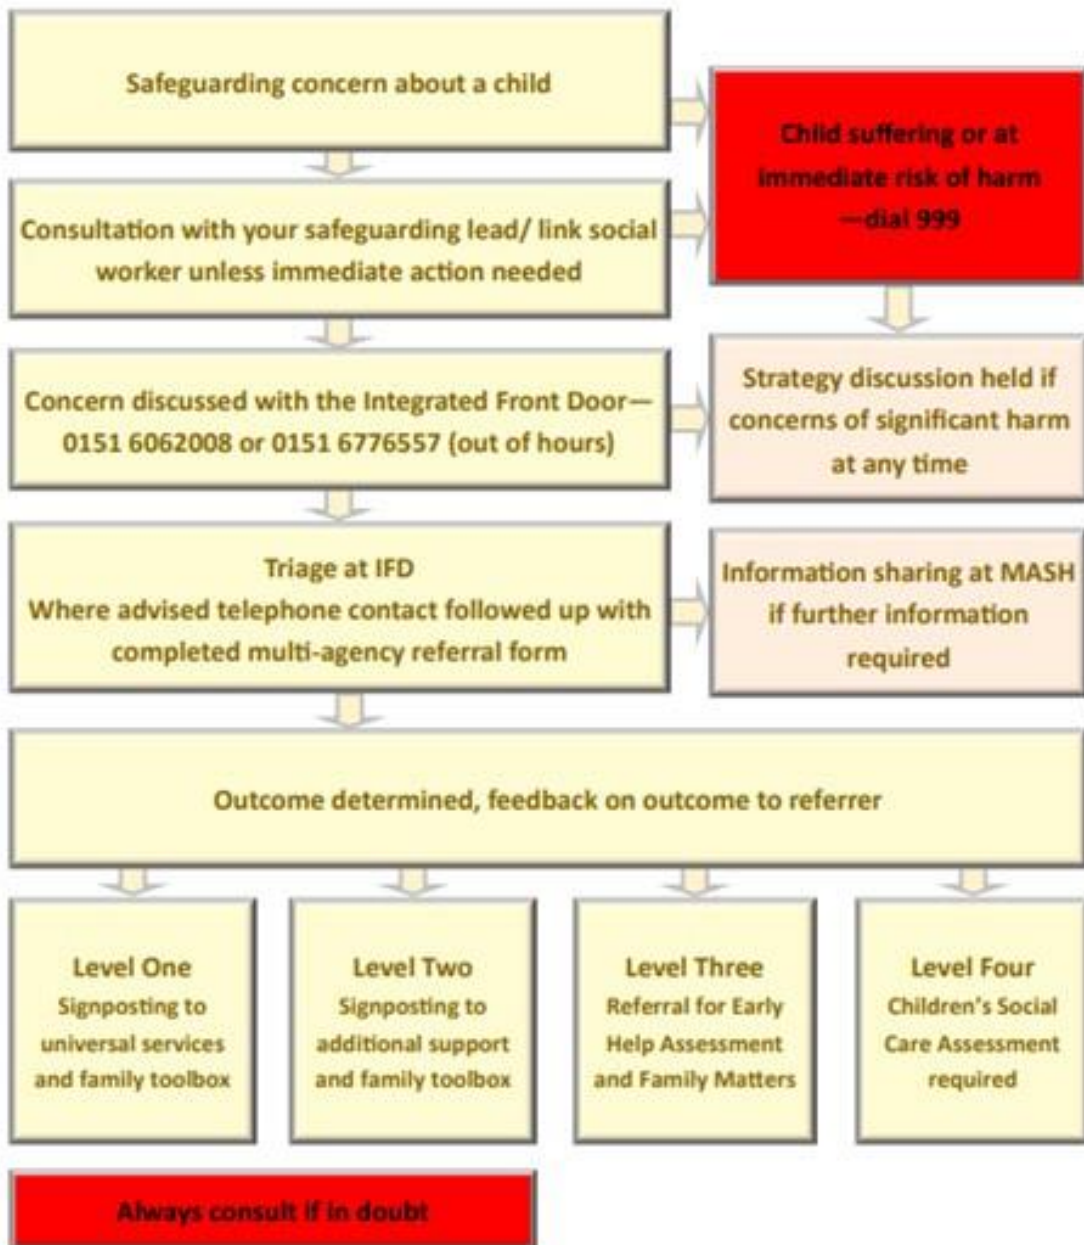 Safeguarding concern about a child
Child suffering or at
immediate risk of harm
—dial 999
Consultation with your safeguarding lead/ link social
worker unless immediate action needed
Concern discussed with the Integrated Front Door—
0151 6062008 or 0151 6776557 (out of hours)
Strategy discussion held if
concerns of significant harm
at any time
Triage at IFD
Where advised telephone contact followed up with
completed multi-agency referral form
Information sharing at MASH
if further information
required
Outcome determined, feedback on outcome to referrer
Level One
Signposting to
universal services
and family toolbox
Level Two
Signposting to
additional support
and family toolbox
Level Three
Referral for Early
Help Assessment
and Family Matters
Level Four
Children's Social
Care Assessment
required
Always consult if in doubt